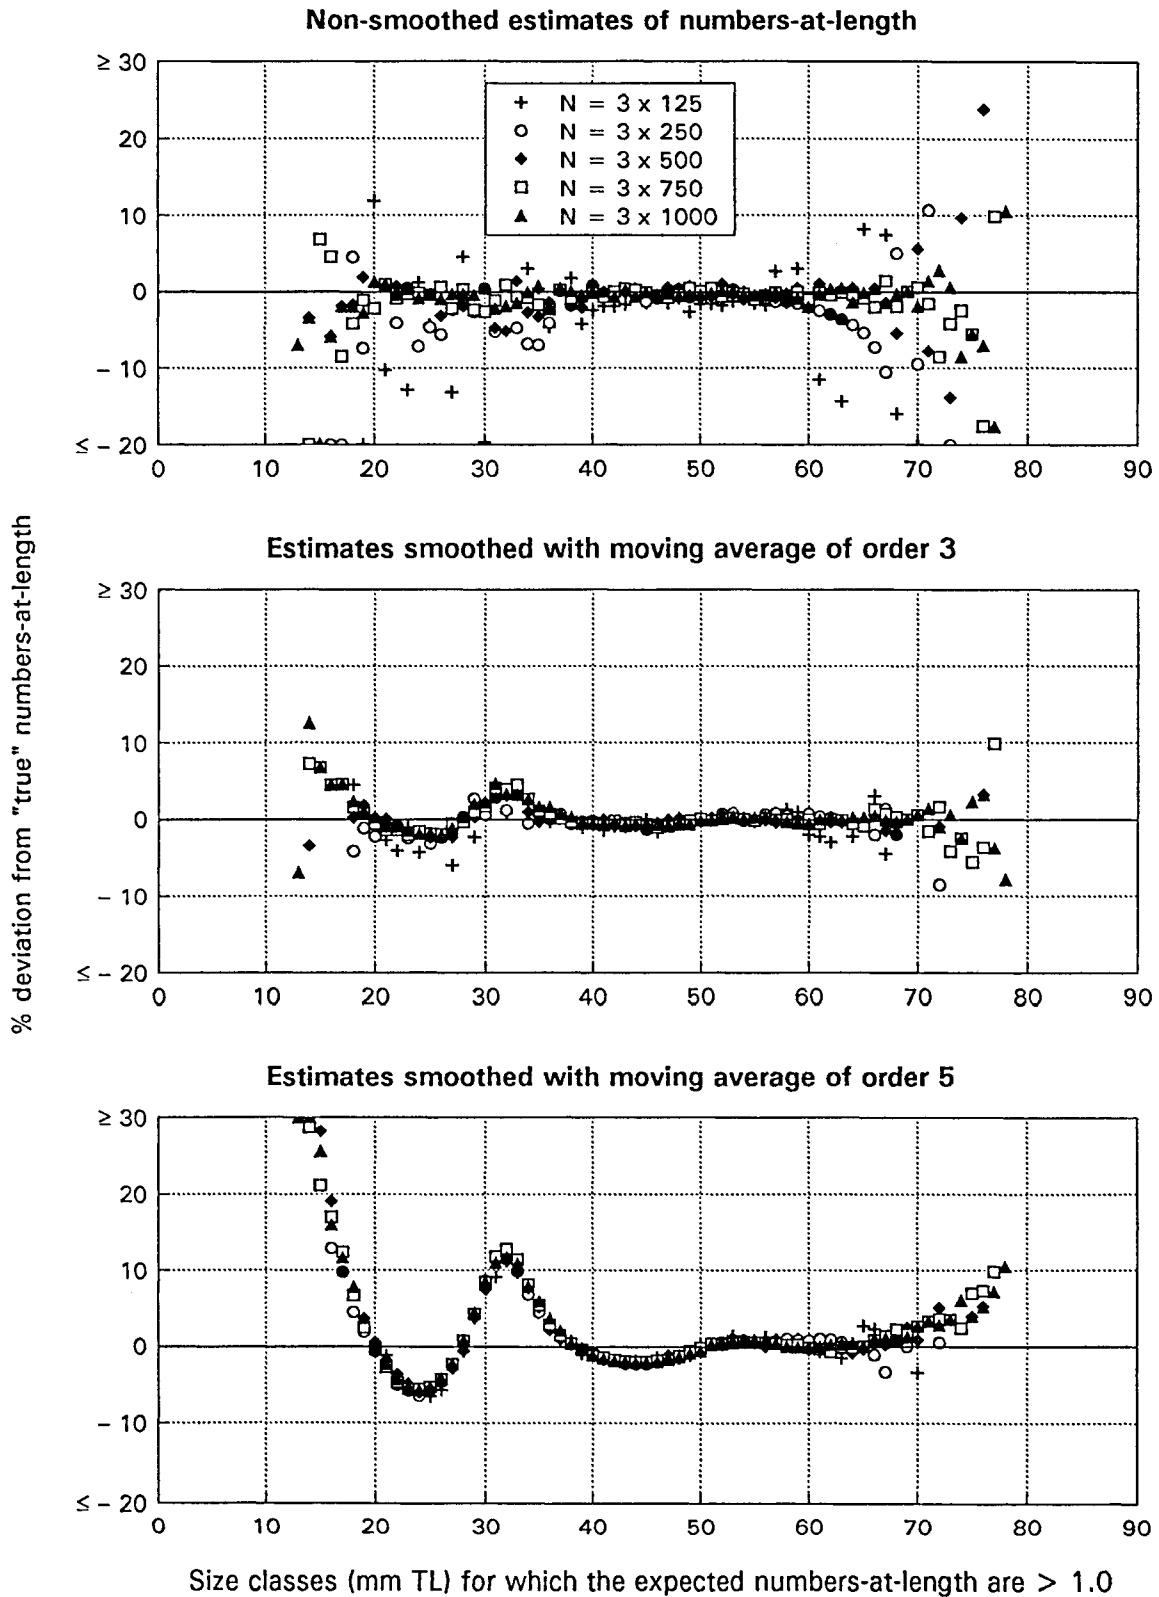 Non-smoothed estimates of numbers-at-length
≥ 30
20
10
0
– 10
≤ – 20
+ N = 3 x 125
○ N = 3 x 250
◆ N = 3 x 500
□ N = 3 x 750
▲ N = 3 x 1000
0 10 20 30 40 50 60 70 80 90
% deviation from "true" numbers-at-length
Estimates smoothed with moving average of order 3
≥ 30
20
10
0
– 10
≤ – 20
0 10 20 30 40 50 60 70 80 90
Estimates smoothed with moving average of order 5
≥ 30
20
10
0
– 10
≤ – 20
0 10 20 30 40 50 60 70 80 90
Size classes (mm TL) for which the expected numbers-at-length are > 1.0